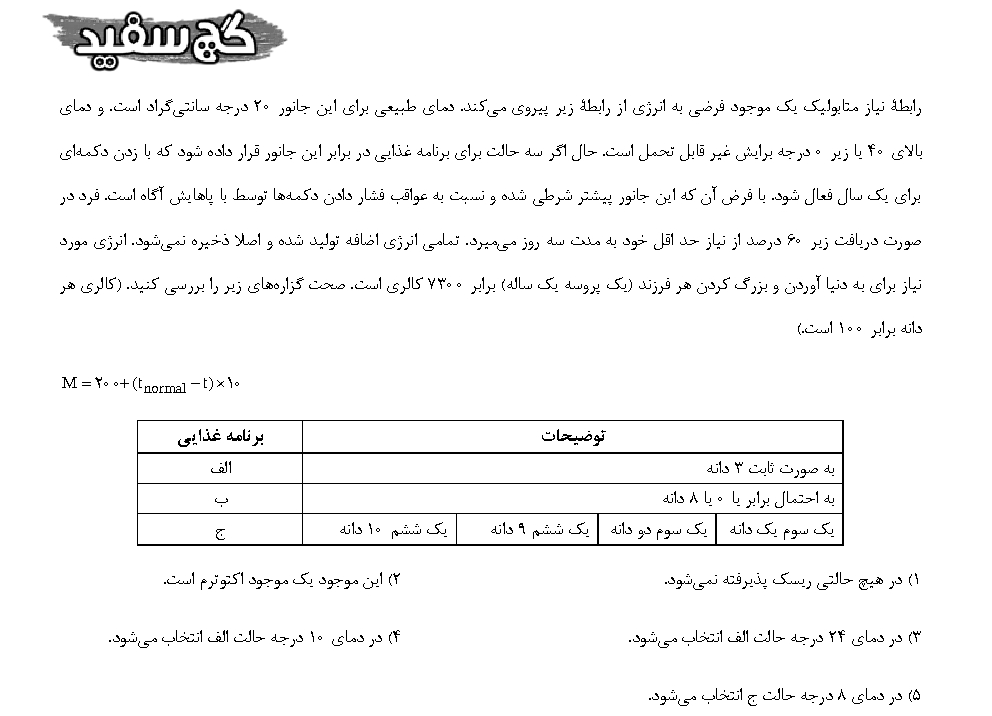 گچ سفید
رابطهٔ نیاز متابولیک یک موجود فرضی به انرژی از رابطهٔ زیر پیروی می‌کند. دمای طبیعی برای این جانور ۲۰ درجه سانتی‌گراد است. و دمای
بالای ۴۰ یا زیر ۰ درجه برایش غیر قابل تحمل است. حال اگر سه حالت برای برنامه غذایی در برابر این جانور قرار داده شود که با زدن دکمه‌ای
برای یک سال فعال شود. با فرض آن که این جانور پیشتر شرطی شده و نسبت به عواقب فشار دادن دکمه‌ها توسط با پاهایش آگاه است. فرد در
صورت دریافت زیر ۶۰ درصد از نیاز حد اقل خود به مدت سه روز می‌میرد. تمامی انرژی اضافه تولید شده و اصلا ذخیره نمی‌شود. انرژی مورد
نیاز برای به دنیا آوردن و بزرگ کردن هر فرزند (یک پروسه یک ساله) برابر ۷۳۰۰ کالری است. صحت گزاره‌های زیر را بررسی کنید. (کالری هر
دانه برابر ۱۰۰ است.)
M = ۲۰۰+(t_normal − t)×۱۰
توضیحات برنامه غذایی
به صورت ثابت ۳ دانه الف
به احتمال برابر یا ۰ یا ۸ دانه ب
یک سوم یک دانه یک سوم دو دانه یک ششم ۹ دانه یک ششم ۱۰ دانه ج
۱) در هیچ حالتی ریسک پذیرفته نمی‌شود. ۲) این موجود یک موجود اکتوترم است.
۳) در دمای ۲۴ درجه حالت الف انتخاب می‌شود. ۴) در دمای ۱۰ درجه حالت الف انتخاب می‌شود.
۵) در دمای ۸ درجه حالت ج انتخاب می‌شود.